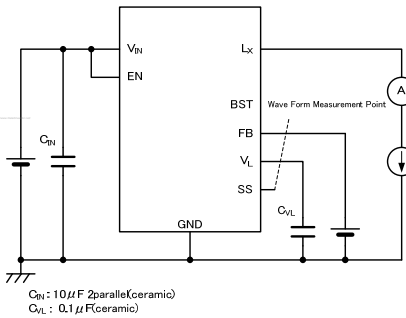 VIN
LX
EN
A
BST
Wave Form Measurement Point
FB
CIN
VL
SS
CVL
GND
CIN : 10μF 2parallel(ceramic)
CVL : 0.1μF(ceramic)